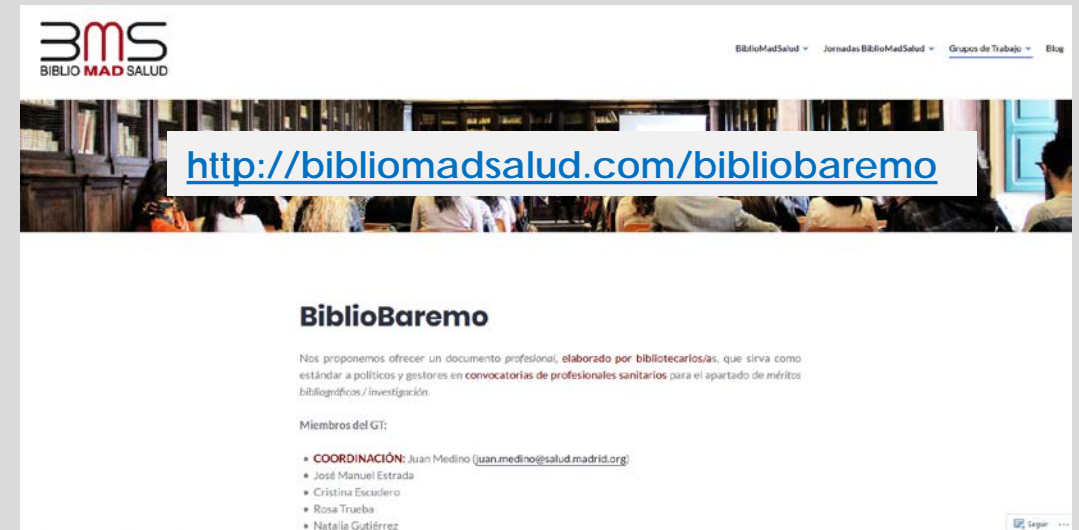 BMS
BIBLIO MAD SALUD
BiblioMadSalud
Jornadas BiblioMadSalud
Grupos de Trabajo
Blog
http://bibliomadsalud.com/bibliobaremo
BiblioBaremo
Nos proponemos ofrecer un documento profesional, elaborado por bibliotecarios/as, que sirva como
estándar a políticos y gestores en convocatorias de profesionales sanitarios para el apartado de méritos
bibliográficos / investigación.
Miembros del GT:
• COORDINACIÓN: Juan Medino (juan.medino@salud.madrid.org)
• José Manuel Estrada
• Cristina Escudero
• Rosa Trueba
• Natalia Gutiérrez
Seguir ...